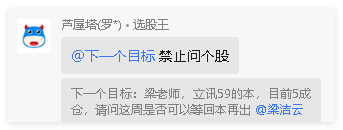 芦屋塔(罗*)·选股王
@下一个目标 禁止问个股
下一个目标：梁老师，立讯59的本，目前5成
仓，请问这周是否可以等回本再出 @梁洁云